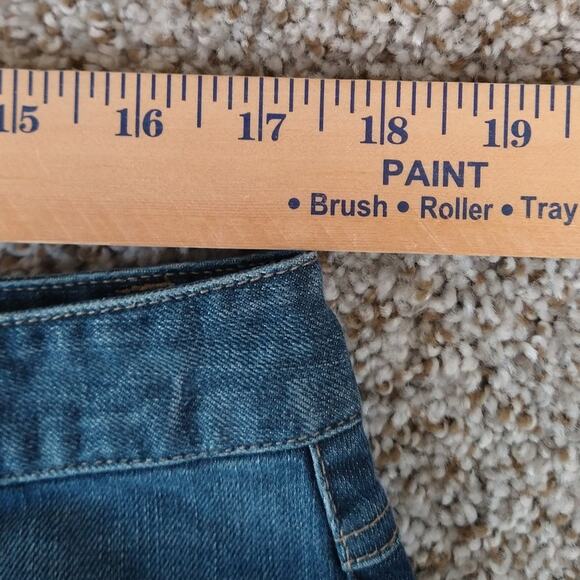 15 16 17 18 19
PAINT
• Brush • Roller • Tray